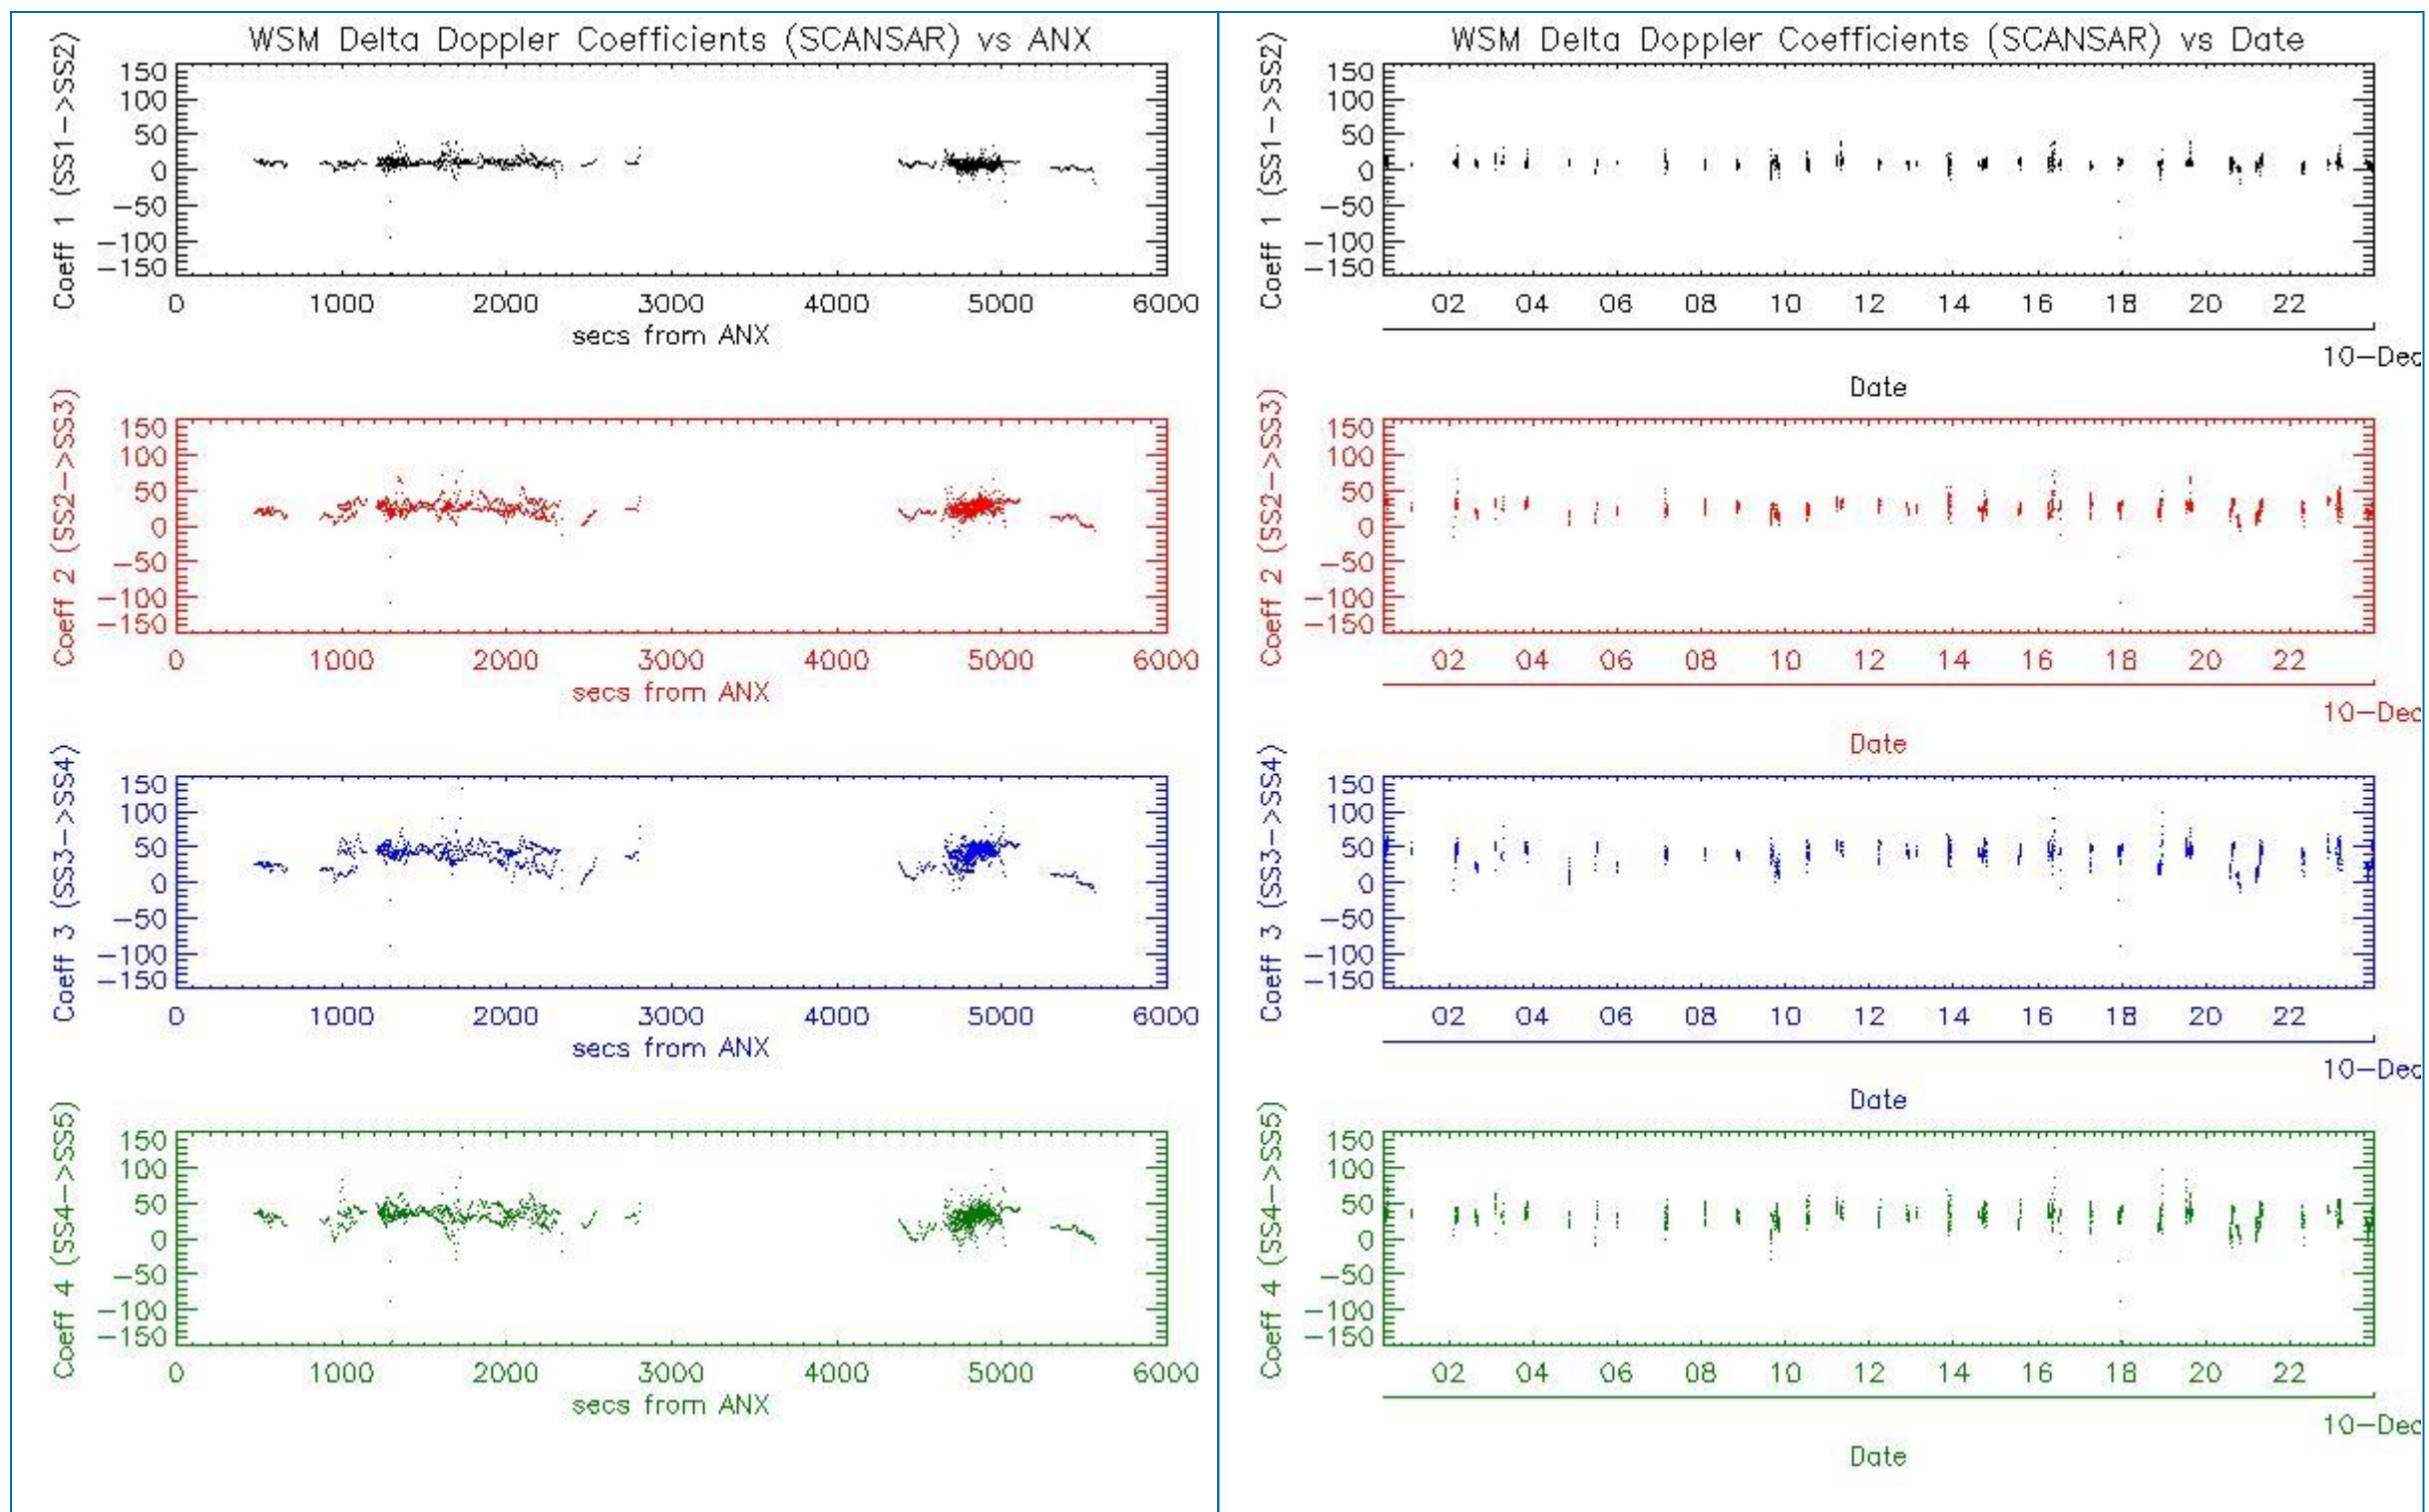 WSM Delta Doppler Coefficients (SCANSAR) vs ANX
Coeff 1 (SS1->SS2)
150
100
50
0
-50
-100
-150
0 1000 2000 3000 4000 5000 6000
secs from ANX
Coeff 2 (SS2->SS3)
150
100
50
0
-50
-100
-150
0 1000 2000 3000 4000 5000 6000
secs from ANX
Coeff 3 (SS3->SS4)
150
100
50
0
-50
-100
-150
0 1000 2000 3000 4000 5000 6000
secs from ANX
Coeff 4 (SS4->SS5)
150
100
50
0
-50
-100
-150
0 1000 2000 3000 4000 5000 6000
secs from ANX
WSM Delta Doppler Coefficients (SCANSAR) vs Date
Coeff 1 (SS1->SS2)
150
100
50
0
-50
-100
-150
02 04 06 08 10 12 14 16 18 20 22
10-Dec
Date
Coeff 2 (SS2->SS3)
150
100
50
0
-50
-100
-150
02 04 06 08 10 12 14 16 18 20 22
10-Dec
Date
Coeff 3 (SS3->SS4)
150
100
50
0
-50
-100
-150
02 04 06 08 10 12 14 16 18 20 22
10-Dec
Date
Coeff 4 (SS4->SS5)
150
100
50
0
-50
-100
-150
02 04 06 08 10 12 14 16 18 20 22
10-Dec
Date